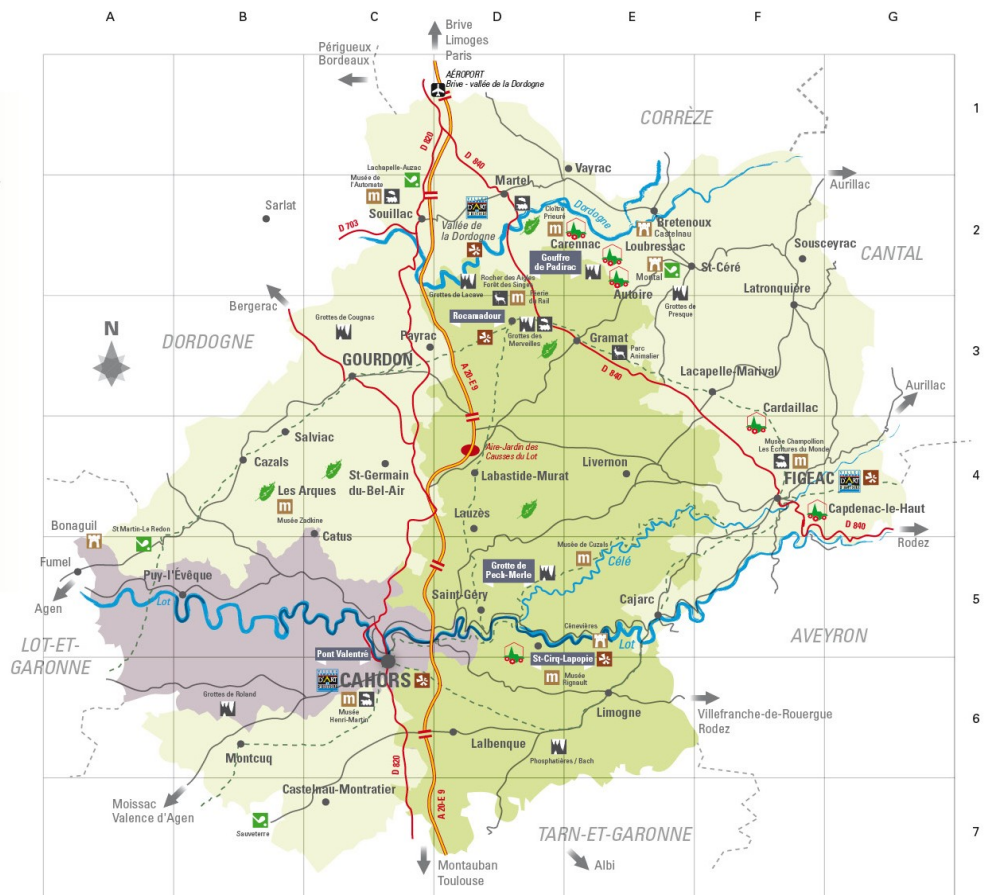 A
B
C
D
E
F
G
Brive
Limoges
Paris
Périgueux
Bordeaux
AÉROPORT
Brive - vallée de la Dordogne
1
CORRÈZE
D 820
D 840
Vayrac
Lachapelle-Auzac
Musée de
l'Automate
Martel
Aurillac
Sarlat
Souillac
Cloître
Prieuré
Dordogne
Bretenoux
Castelnau
D 703
Vallée de
la Dordogne
Carennac
Loubressac
2
Sousceyrac
CANTAL
Gouffre
de Padirac
Montal
St-Céré
Rocher des Aigles
Forêt des Singes
Autoire
Latronquière
Grottes de Lacave
Féerie
du Rail
Grottes de
Presque
Bergerac
Rocamadour
Grottes de Cougnac
N
DORDOGNE
Payrac
Grottes des
Merveilles
Gramat
Parc
Animalier
3
GOURDON
A 20-E 9
D 840
Lacapelle-Marival
Aurillac
Cardaillac
Salviac
Aire-Jardin des
Causses du Lot
Musée Champollion
Les Écritures du Monde
Cazals
St-Germain
du-Bel-Air
Livernon
4
Labastide-Murat
FIGEAC
Les Arques
Musée Zadkine
Capdenac-le-Haut
Lauzès
Bonaguil
St Martin-Le Redon
Catus
D 840
Rodez
Fumel
Musée de Cuzals
Puy-l'Évêque
Grotte de
Pech-Merle
Célé
Agen
Lot
Saint-Géry
Cajarc
5
LOT-ET-
GARONNE
Cénevières
Lot
AVEYRON
Pont Valentré
St-Cirq-Lapopie
CAHORS
Musée
Rignault
Grottes de Roland
Musée
Henri-Martin
Limogne
Villefranche-de-Rouergue
Rodez
6
Lalbenque
Montcuq
Phosphatières / Bach
D 820
Castelnau-Montratier
Moissac
Valence d'Agen
A 20-E 9
Sauveterre
TARN-ET-GARONNE
7
Montauban
Toulouse
Albi